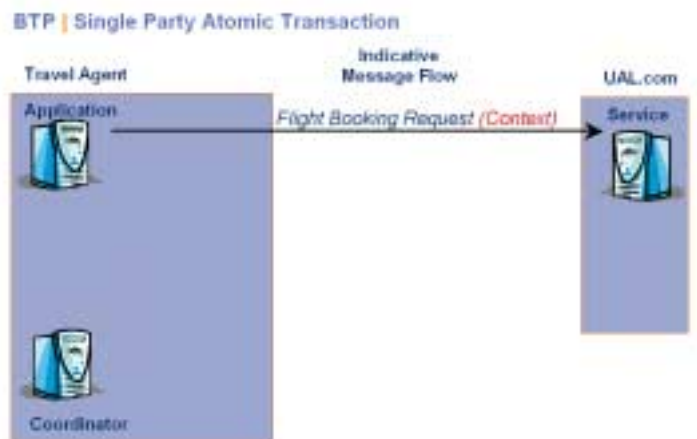 BTP | Single Party Atomic Transaction
Indicative
Message Flow
Travel Agent
UAL.com
Application
Flight Booking Request (Context)
Service
Coordinator